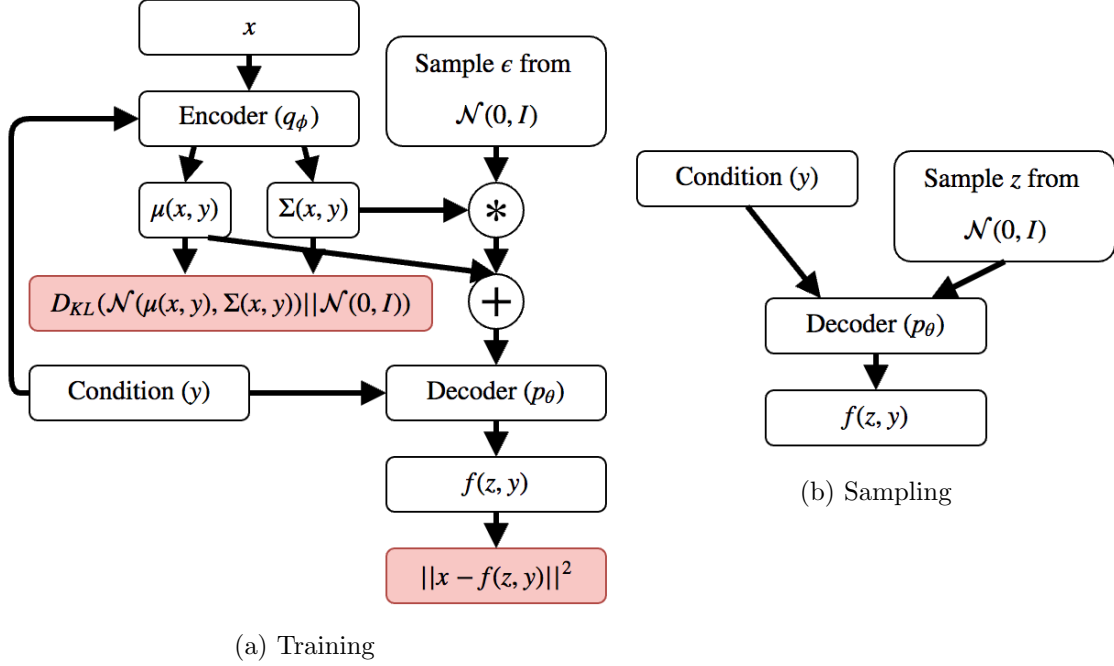 x
Encoder (q_ϕ)
μ(x, y)
Σ(x, y)
D_KL(𝒩(μ(x, y), Σ(x, y))||𝒩(0, I))
Condition (y)
Sample ϵ from
𝒩(0, I)
*
+
Decoder (p_θ)
f(z, y)
||x − f(z, y)||²
(a) Training
Condition (y)
Sample z from
𝒩(0, I)
Decoder (p_θ)
f(z, y)
(b) Sampling